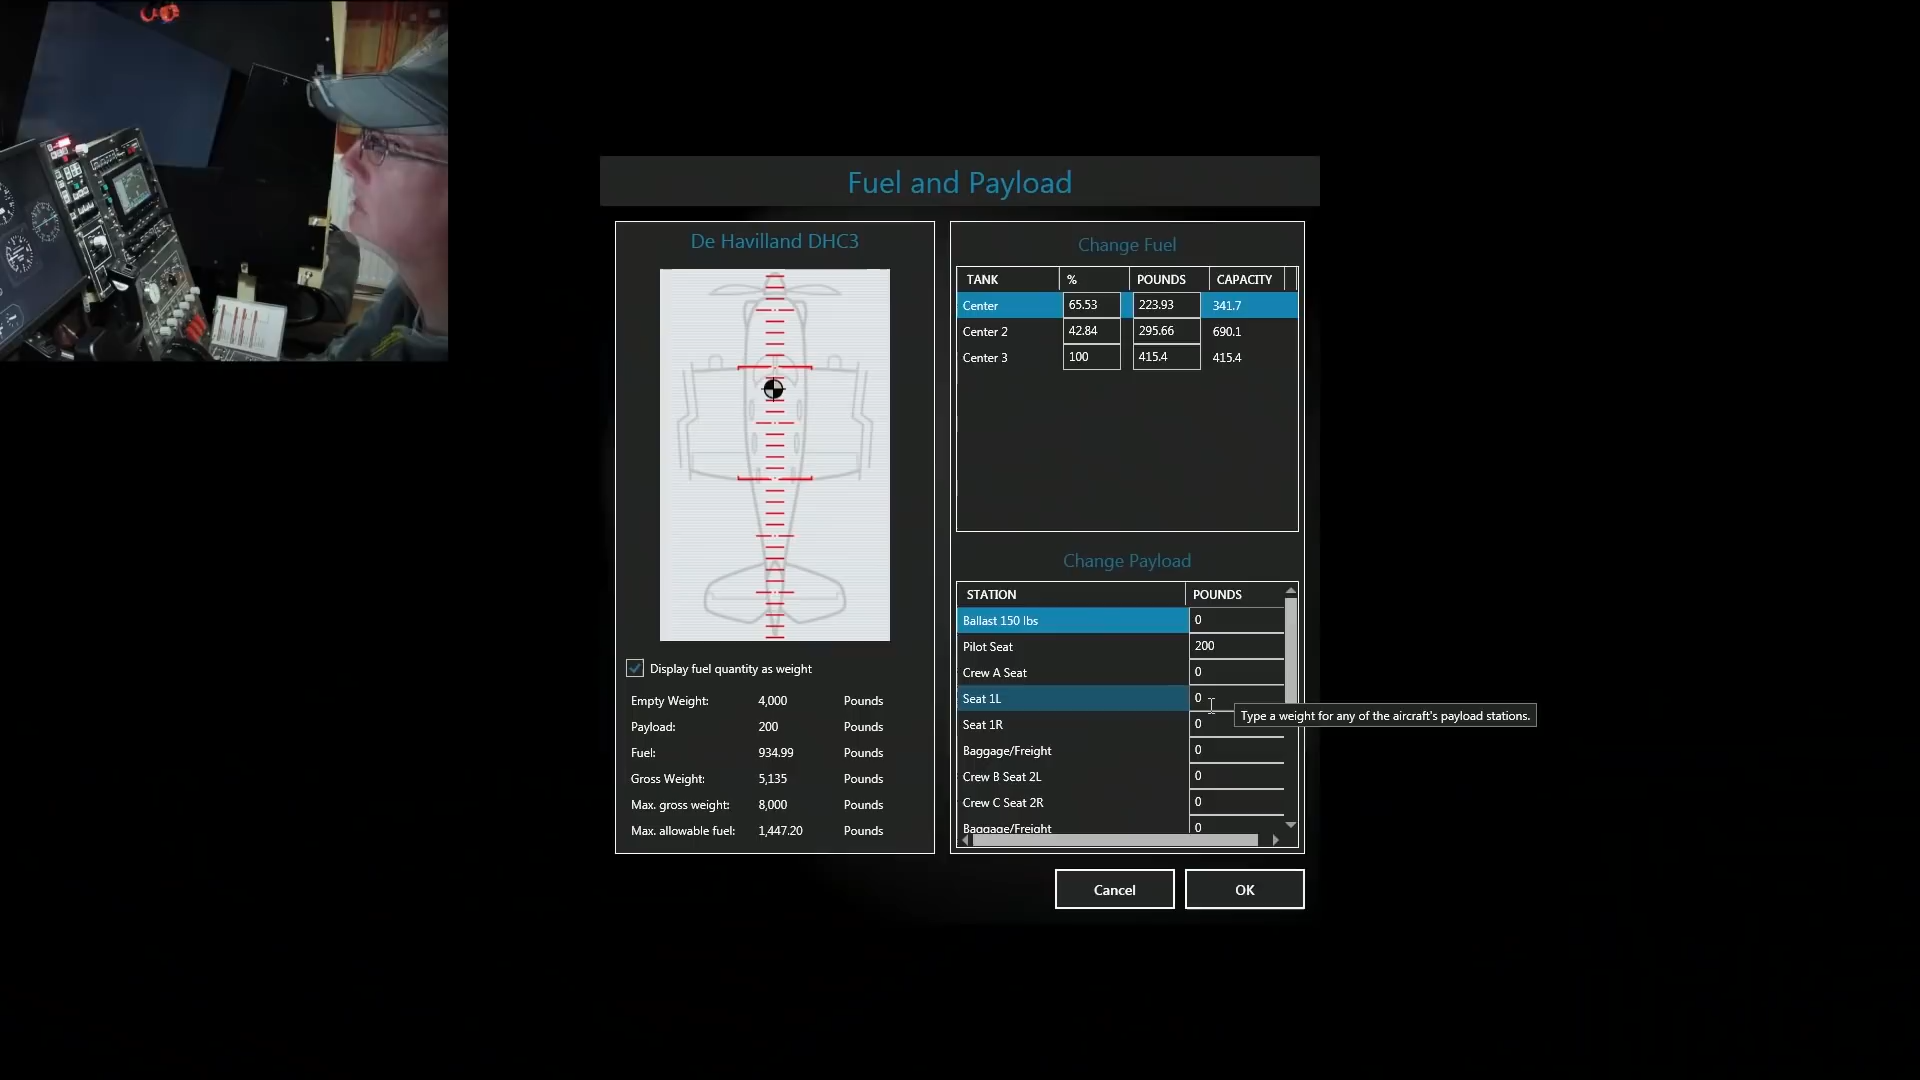 Fuel and Payload
De Havilland DHC3
Display fuel quantity as weight
Empty Weight: 4,000 Pounds
Payload: 200 Pounds
Fuel: 934.99 Pounds
Gross Weight: 5,135 Pounds
Max. gross weight: 8,000 Pounds
Max. allowable fuel: 1,447.20 Pounds
Change Fuel
TANK % POUNDS CAPACITY
Center 65.53 223.93 341.7
Center 2 42.84 295.66 690.1
Center 3 100 415.4 415.4
Change Payload
STATION POUNDS
Ballast 150 lbs 0
Pilot Seat 200
Crew A Seat 0
Seat 1L 0
Type a weight for any of the aircraft's payload stations.
Seat 1R 0
Baggage/Freight 0
Crew B Seat 2L 0
Crew C Seat 2R 0
Baggage/Freight 0
Cancel OK